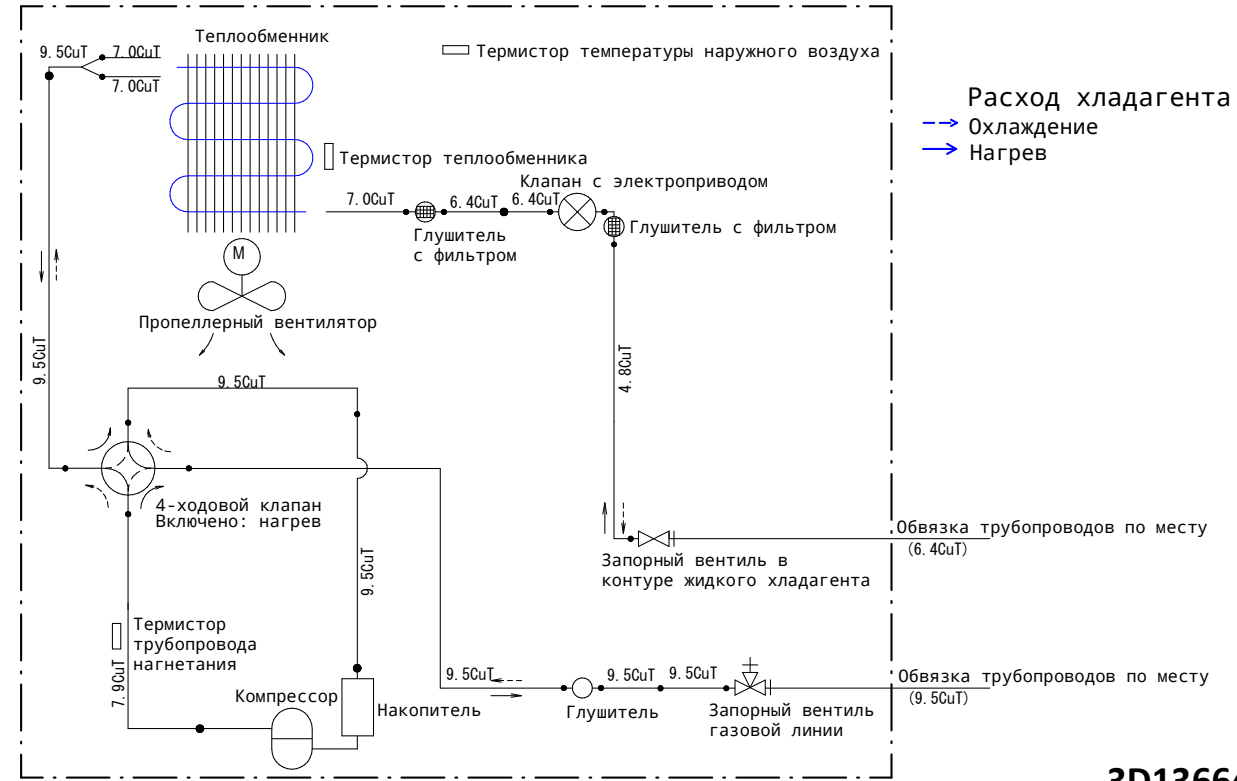 Теплообменник
9.5CuT
7.0CuT
7.0CuT
Термистор температуры наружного воздуха
Расход хладагента
Охлаждение
Нагрев
Термистор теплообменника
Клапан с электроприводом
7.0CuT
6.4CuT
6.4CuT
Глушитель
с фильтром
Глушитель с фильтром
M
Пропеллерный вентилятор
9.5CuT
4.8CuT
9.5CuT
4-ходовой клапан
Включено: нагрев
Обвязка трубопроводов по месту
(6.4CuT)
Запорный вентиль в
контуре жидкого хладагента
9.5CuT
Термистор
трубопровода
нагнетания
7.9CuT
Компрессор
Накопитель
9.5CuT
9.5CuT
9.5CuT
Глушитель
Запорный вентиль
газовой линии
Обвязка трубопроводов по месту
(9.5CuT)